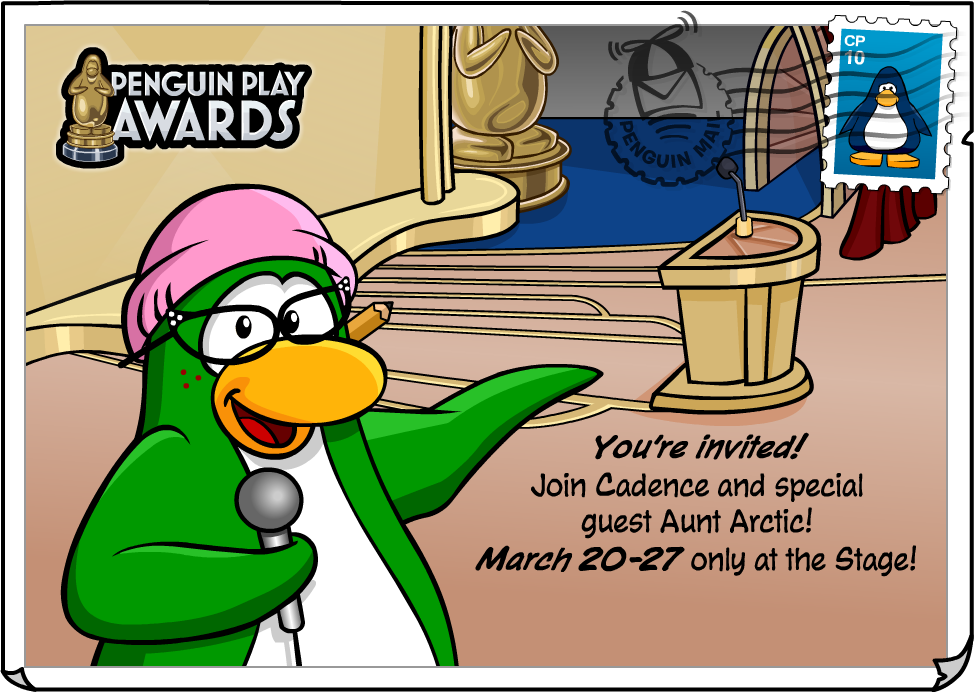 PENGUIN PLAY
AWARDS
CP
10
PENGUIN MAIL
You're invited!
Join Cadence and special
guest Aunt Arctic!
March 20-27 only at the Stage!